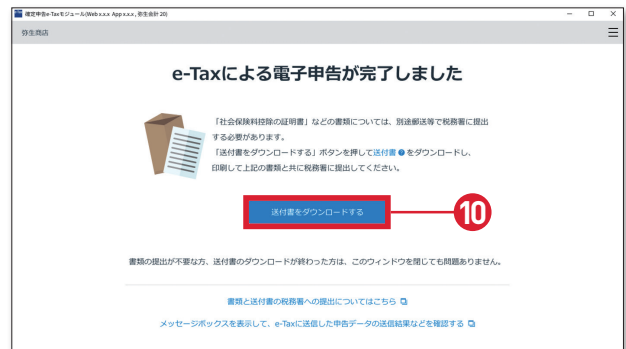 確定申告e-Taxモジュール(Web x.x.x App x.x.x , 弥生会計 20)
弥生商店
e-Taxによる電子申告が完了しました
「社会保険料控除の証明書」などの書類については、別途郵送等で税務署に提出
する必要があります。
「送付書をダウンロードする」ボタンを押して送付書?をダウンロードし、
印刷して上記の書類と共に税務署に提出してください。
送付書をダウンロードする
10
書類の提出が不要な方、送付書のダウンロードが終わった方は、このウィンドウを閉じても問題ありません。
書類と送付書の税務署への提出についてはこちら
メッセージボックスを表示して、e-Taxに送信した申告データの送信結果などを確認する